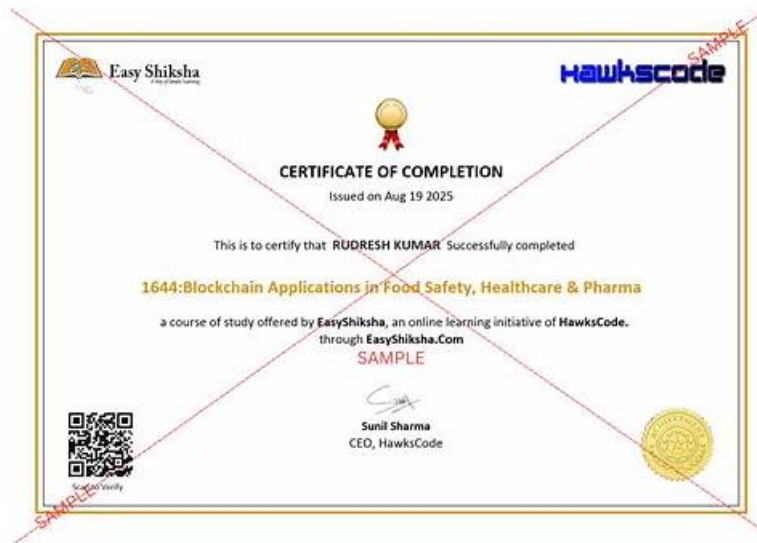 SAMPLE
Easy Shiksha
Hawkscode
CERTIFICATE OF COMPLETION
Issued on Aug 19 2025
This is to certify that RUDRESH KUMAR Successfully completed
1644:Blockchain Applications in Food Safety, Healthcare & Pharma
a course of study offered by EasyShiksha, an online learning initiative of HawksCode.
through EasyShiksha.Com
SAMPLE
Sunil Sharma
CEO, HawksCode
Scan to Verify
SAMPLE